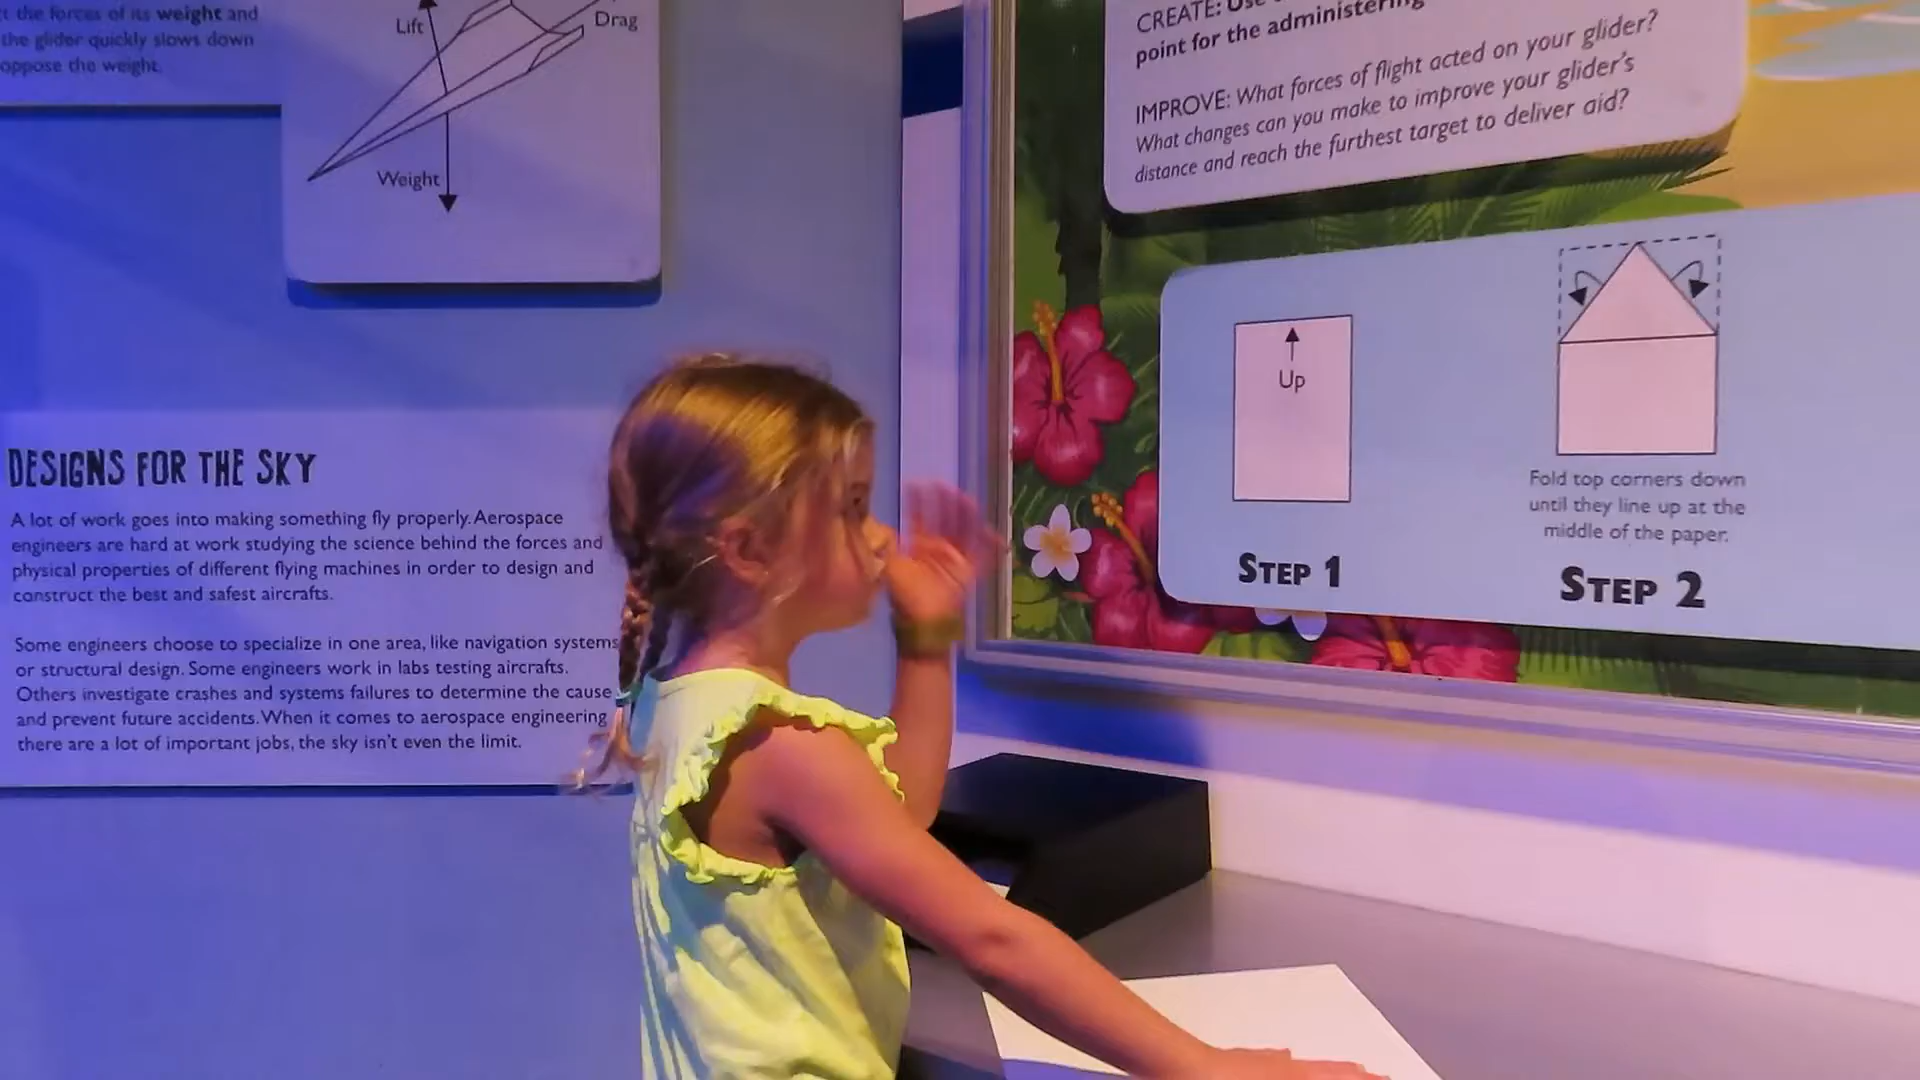 t the forces of its weight and
the glider quickly slows down
oppose the weight.
Lift
Drag
Weight
DESIGNS FOR THE SKY
A lot of work goes into making something fly properly. Aerospace
engineers are hard at work studying the science behind the forces and
physical properties of different flying machines in order to design and
construct the best and safest aircrafts.
Some engineers choose to specialize in one area, like navigation systems
or structural design. Some engineers work in labs testing aircrafts.
Others investigate crashes and systems failures to determine the cause
and prevent future accidents. When it comes to aerospace engineering
there are a lot of important jobs, the sky isn't even the limit.
CREATE: Use
point for the administering
IMPROVE: What forces of flight acted on your glider?
What changes can you make to improve your glider's
distance and reach the furthest target to deliver aid?
Up
STEP 1
Fold top corners down
until they line up at the
middle of the paper.
STEP 2